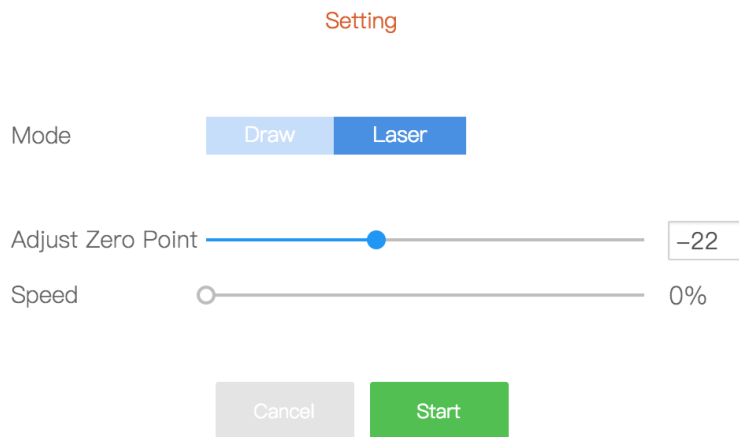 Setting
Mode Draw Laser
Adjust Zero Point -22
Speed 0%
Cancel Start